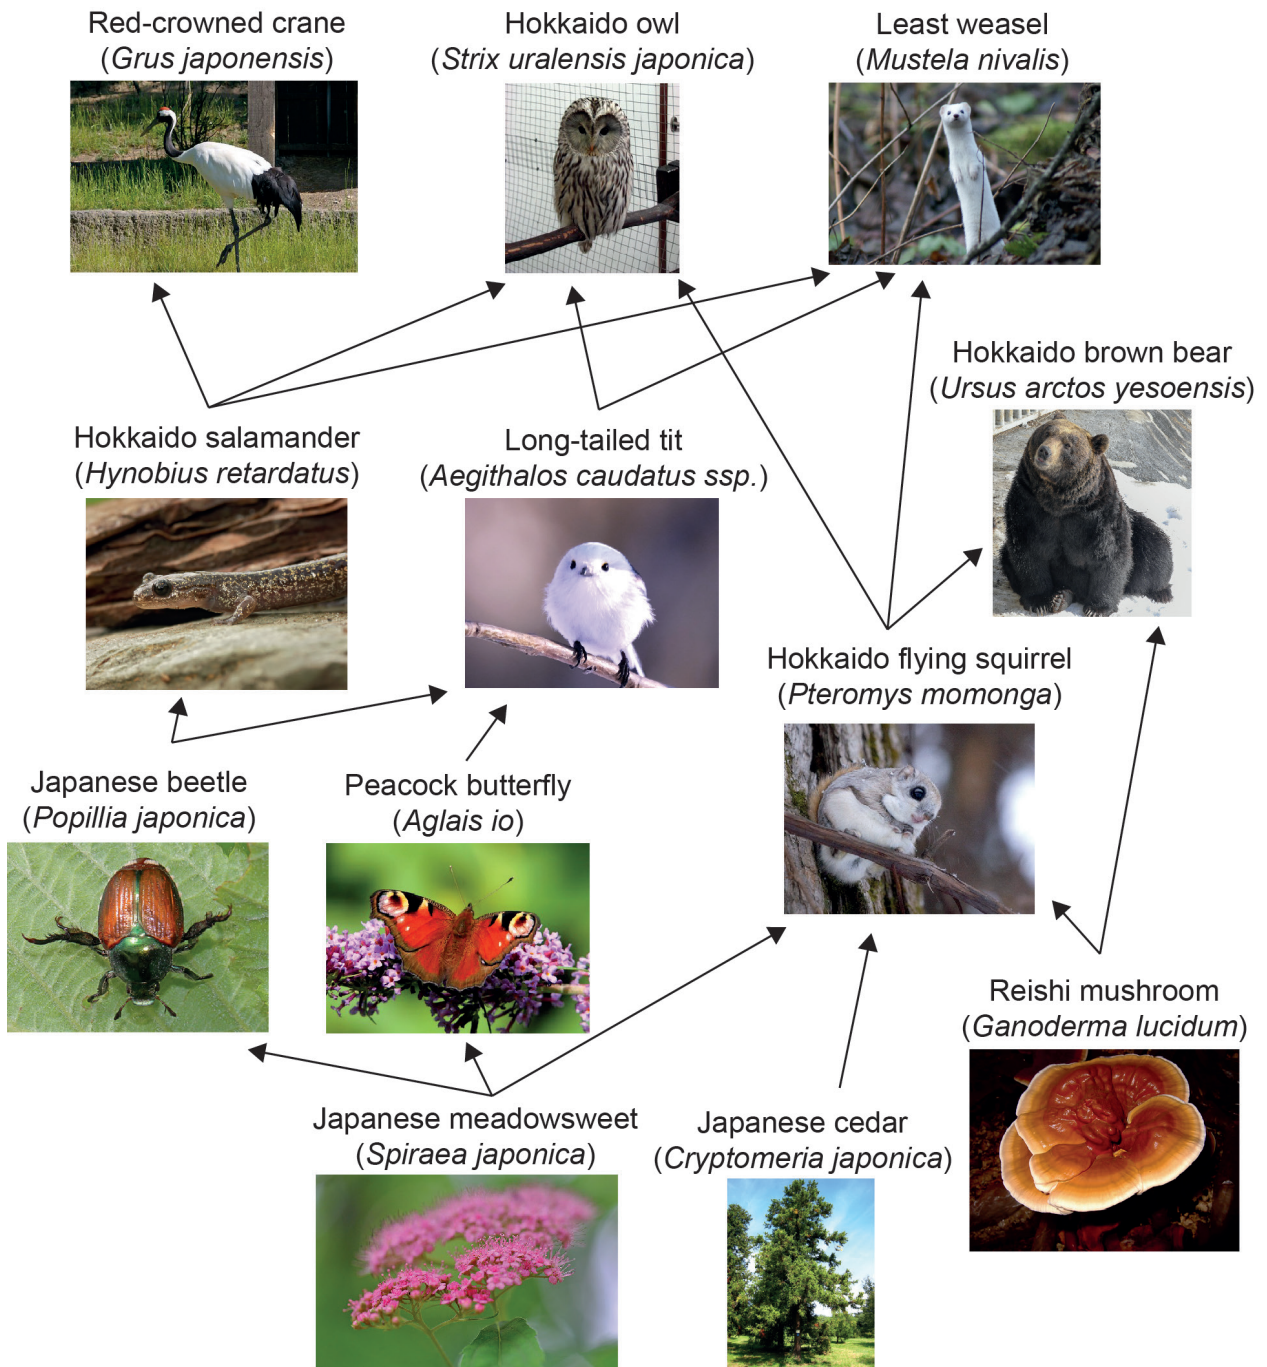 Red-crowned crane
(Grus japonensis)
Hokkaido owl
(Strix uralensis japonica)
Least weasel
(Mustela nivalis)
Hokkaido brown bear
(Ursus arctos yesoensis)
Hokkaido salamander
(Hynobius retardatus)
Long-tailed tit
(Aegithalos caudatus ssp.)
Hokkaido flying squirrel
(Pteromys momonga)
Japanese beetle
(Popillia japonica)
Peacock butterfly
(Aglais io)
Reishi mushroom
(Ganoderma lucidum)
Japanese meadowsweet
(Spiraea japonica)
Japanese cedar
(Cryptomeria japonica)